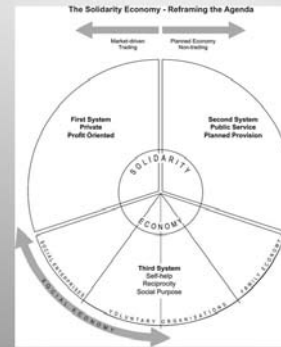 The Solidarity Economy - Reframing the Agenda
Market-driven
Trading
Planned Economy
Non-trading
First System
Private
Profit Oriented
Second System
Public Service
Planned Provision
SOLIDARITY
ECONOMY
Third System
Self-help
Reciprocity
Social Purpose
SOCIAL ENTERPRISES
VOLUNTARY ORGANISATIONS
FAMILY ECONOMY
SOCIAL ECONOMY